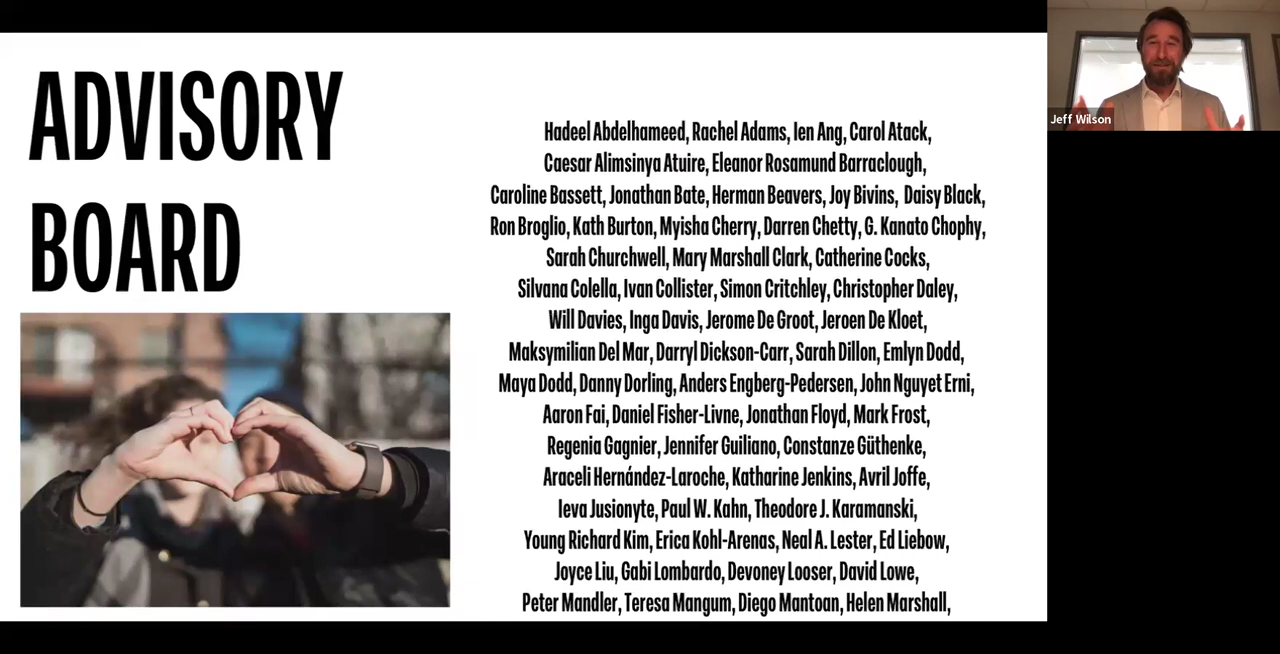 ADVISORY
BOARD
Hadeel Abdelhameed, Rachel Adams, Ien Ang, Carol Atack,
Caesar Alimsinya Atuire, Eleanor Rosamund Barraclough,
Caroline Bassett, Jonathan Bate, Herman Beavers, Joy Bivins, Daisy Black,
Ron Broglio, Kath Burton, Myisha Cherry, Darren Chetty, G. Kanato Chophy,
Sarah Churchwell, Mary Marshall Clark, Catherine Cocks,
Silvana Colella, Ivan Collister, Simon Critchley, Christopher Daley,
Will Davies, Inga Davis, Jerome De Groot, Jeroen De Kloet,
Maksymilian Del Mar, Darryl Dickson-Carr, Sarah Dillon, Emlyn Dodd,
Maya Dodd, Danny Dorling, Anders Engberg-Pedersen, John Nguyet Erni,
Aaron Fai, Daniel Fisher-Livne, Jonathan Floyd, Mark Frost,
Regenia Gagnier, Jennifer Guiliano, Constanze Güthenke,
Araceli Hernández-Laroche, Katharine Jenkins, Avril Joffe,
Ieva Jusionyte, Paul W. Kahn, Theodore J. Karamanski,
Young Richard Kim, Erica Kohl-Arenas, Neal A. Lester, Ed Liebow,
Joyce Liu, Gabi Lombardo, Devoney Looser, David Lowe,
Peter Mandler, Teresa Mangum, Diego Mantoan, Helen Marshall,
Jeff Wilson